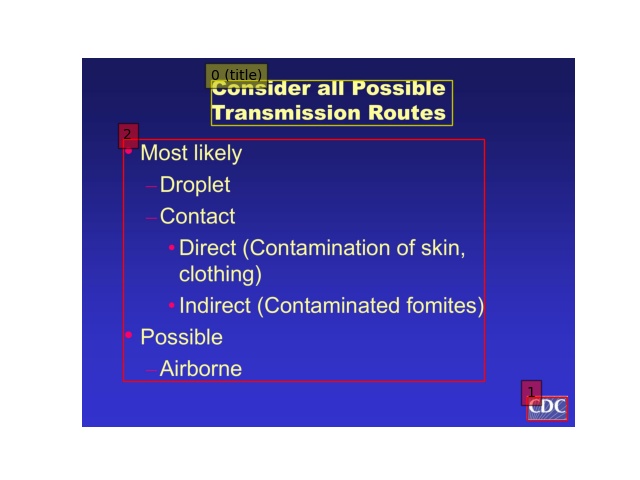 0 (title)
Consider all Possible
Transmission Routes
2
• Most likely
–Droplet
–Contact
• Direct (Contamination of skin,
clothing)
• Indirect (Contaminated fomites)
• Possible
–Airborne
1
CDC